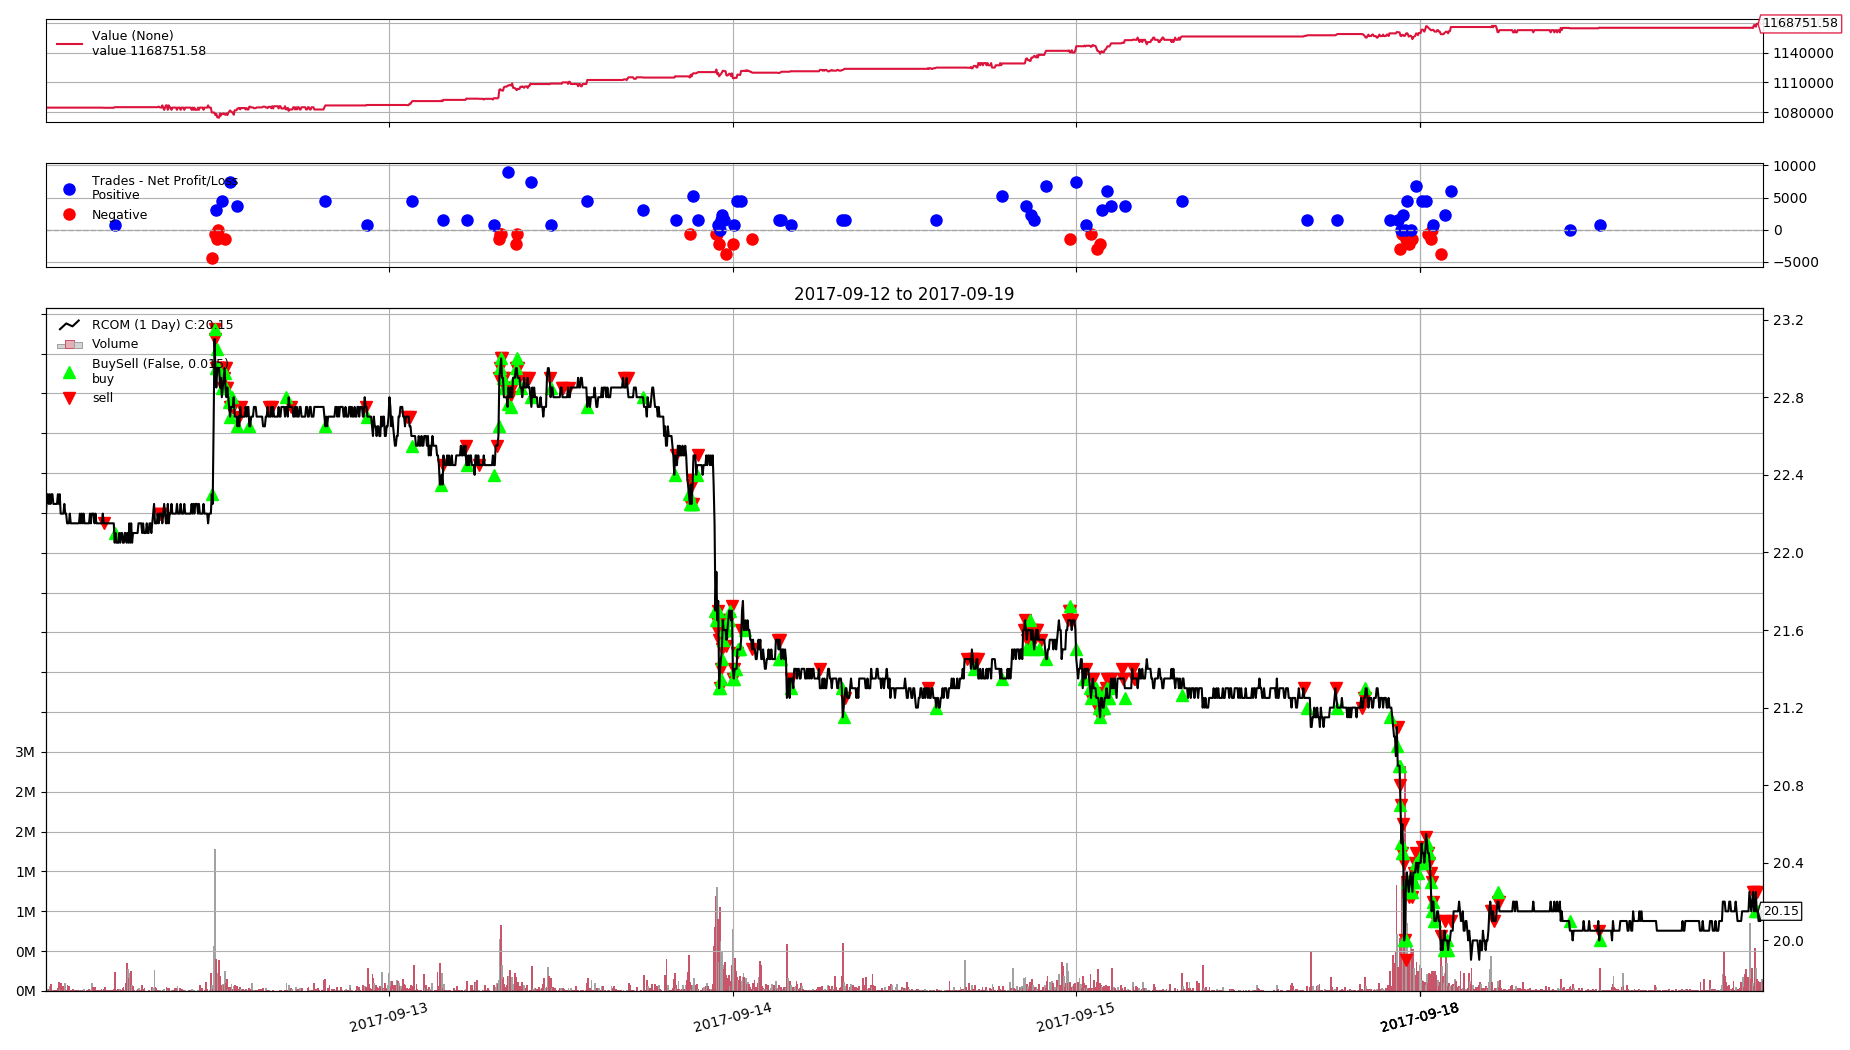 Value (None)
value 1168751.58
1168751.58
1140000
1110000
1080000
Trades - Net Profit/Loss
Positive
Negative
10000
5000
0
−5000
2017-09-12 to 2017-09-19
RCOM (1 Day) C:20.15
Volume
BuySell (False, 0.015)
buy
sell
23.2
22.8
22.4
22.0
21.6
21.2
20.8
20.4
20.15
20.0
3M
2M
2M
1M
1M
0M
0M
2017-09-13
2017-09-14
2017-09-15
2017-09-18